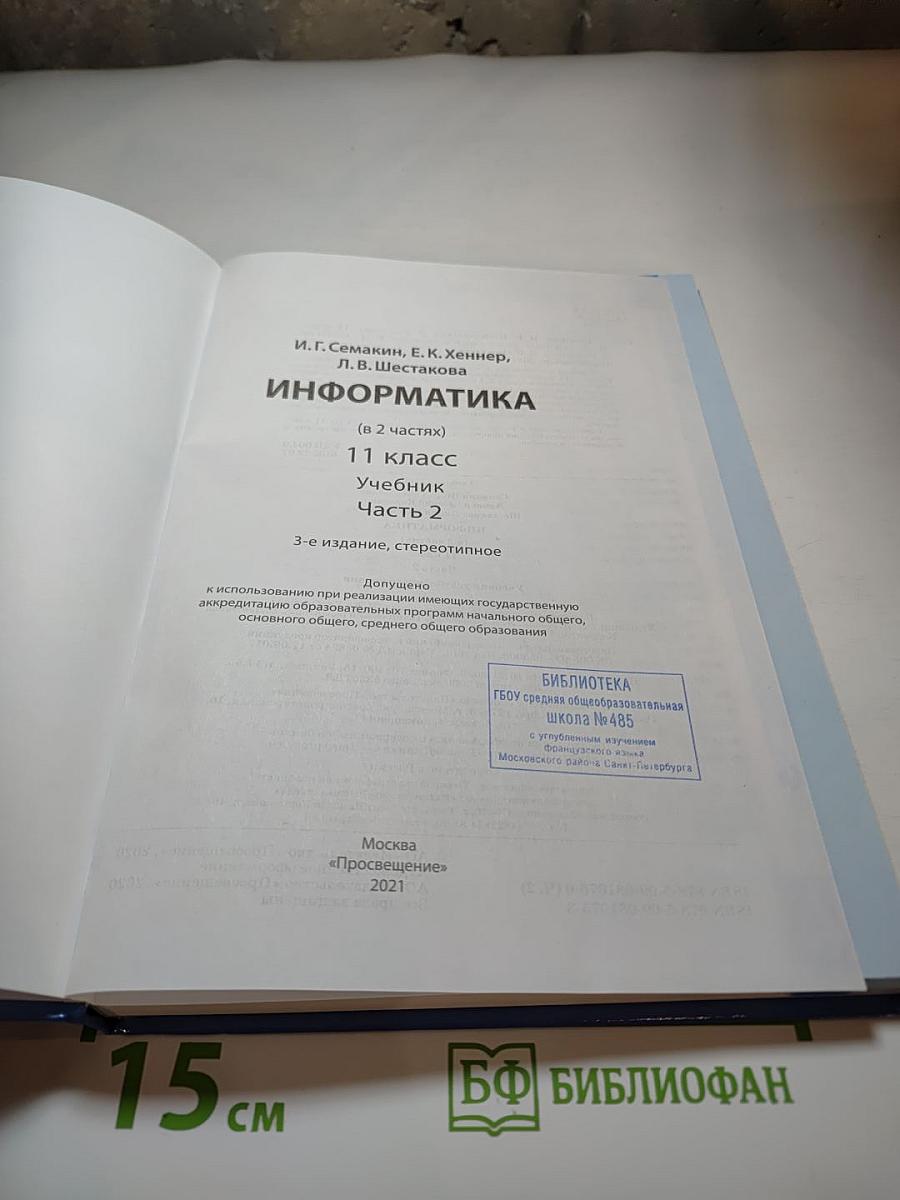 И. Г. Семакин, Е. К. Хеннер,
Л. В. Шестакова
ИНФОРМАТИКА
(в 2 частях)
11 класс
Учебник
Часть 2
3-е издание, стереотипное
Допущено
к использованию при реализации имеющих государственную
аккредитацию образовательных программ начального общего,
основного общего, среднего общего образования
БИБЛИОТЕКА
ГБОУ средняя общеобразовательная
школа №485
с углубленным изучением
французского языка
Московского района Санкт-Петербурга
Москва
«Просвещение»
2021
15 см
БФ БИБЛИОФАН